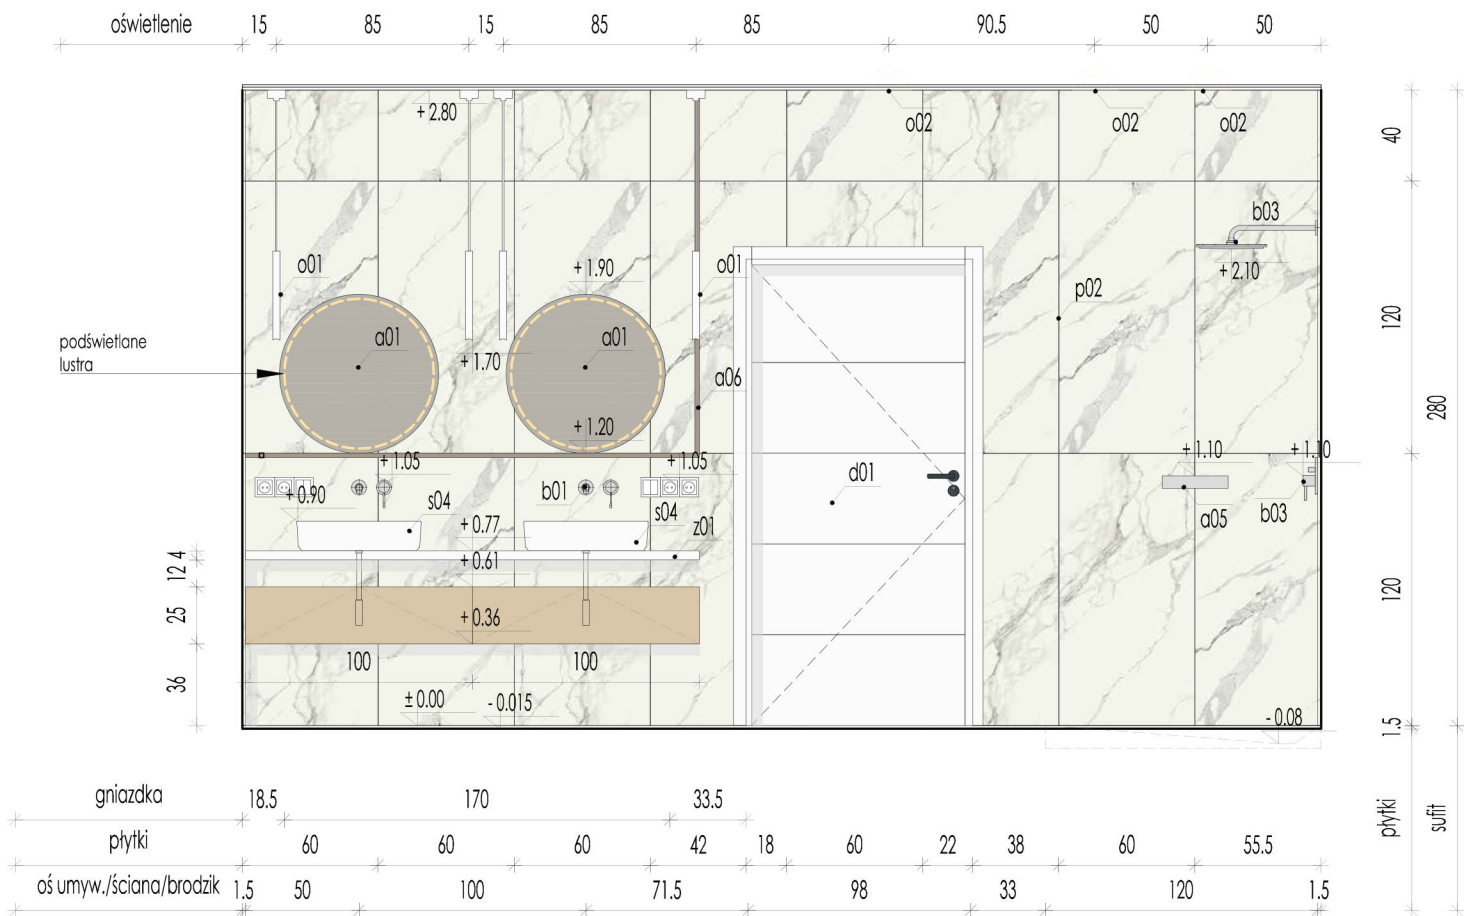 oświetlenie 15 85 15 85 85 90.5 50 50
+ 2.80 o02 o02 o02
40
b03
+ 2.10
o01 + 1.90 o01
p02
120
podświetlane
lustra
a01 a01
+ 1.70
a06
280
+ 1.20
+ 1.05 + 1.05
+ 1.10 + 1.10
d01
+ 0.90 b01
s04 s04
a05 b03
+ 0.77 z01
4
12
+ 0.61
25
+ 0.36
120
100 100
36
± 0.00 - 0.015
- 0.08
1.5
gniazdka 18.5 170 33.5
płytki
sufit
płytki 60 60 60 42 18 60 22 38 60 55.5
oś umyw./ściana/brodzik 1.5 50 100 71.5 98 33 120 1.5